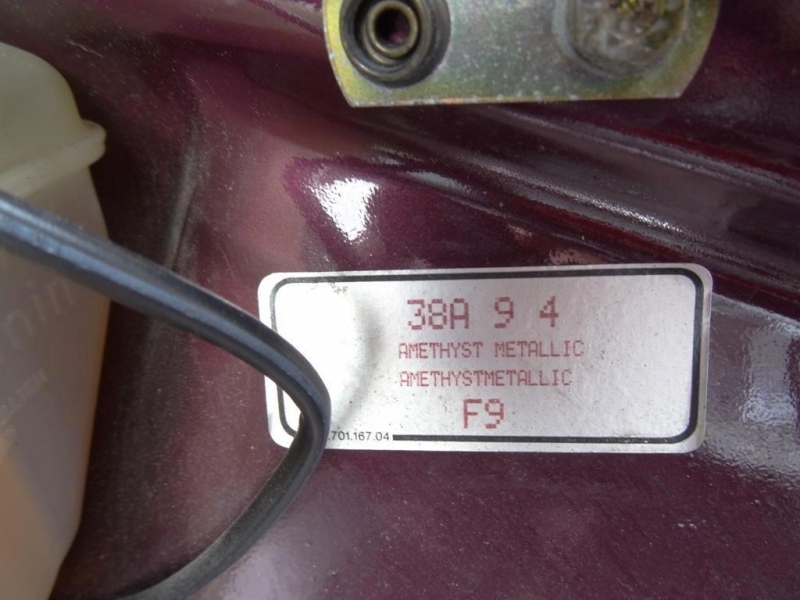 38A 9 4
AMETHYST METALLIC
AMETHYSTMETALLIC
F9
.701.167.04